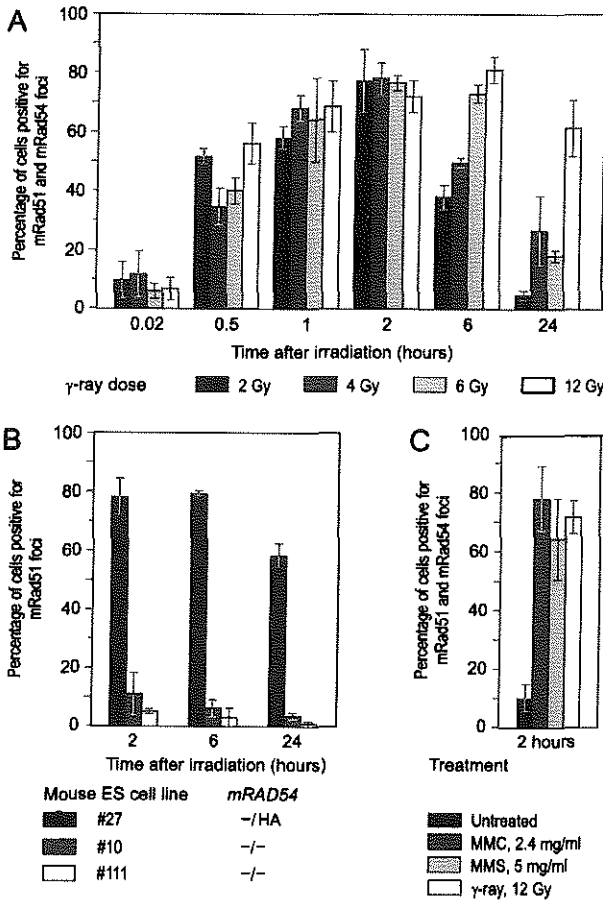 A
Percentage of cells positive for
mRad51 and mRad54 foci
100
80
60
40
20
0
0.02 0.5 1 2 6 24
Time after irradiation (hours)
γ-ray dose 2 Gy 4 Gy 6 Gy 12 Gy
B
Percentage of cells positive for
mRad51 foci
100
80
60
40
20
0
2 6 24
Time after irradiation (hours)
Mouse ES cell line mRAD54
#27 –/HA
#10 –/–
#111 –/–
C
Percentage of cells positive for
mRad51 and mRad54 foci
100
80
60
40
20
0
2 hours
Treatment
Untreated
MMC, 2.4 mg/ml
MMS, 5 mg/ml
γ-ray, 12 Gy